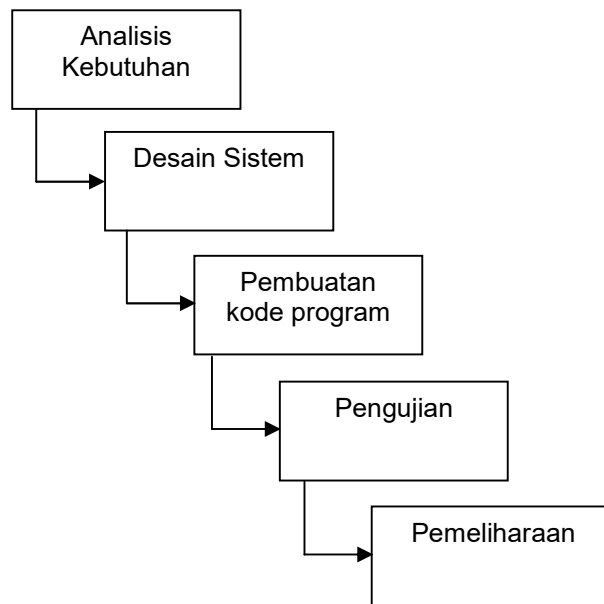 Analisis
Kebutuhan
Desain Sistem
Pembuatan
kode program
Pengujian
Pemeliharaan